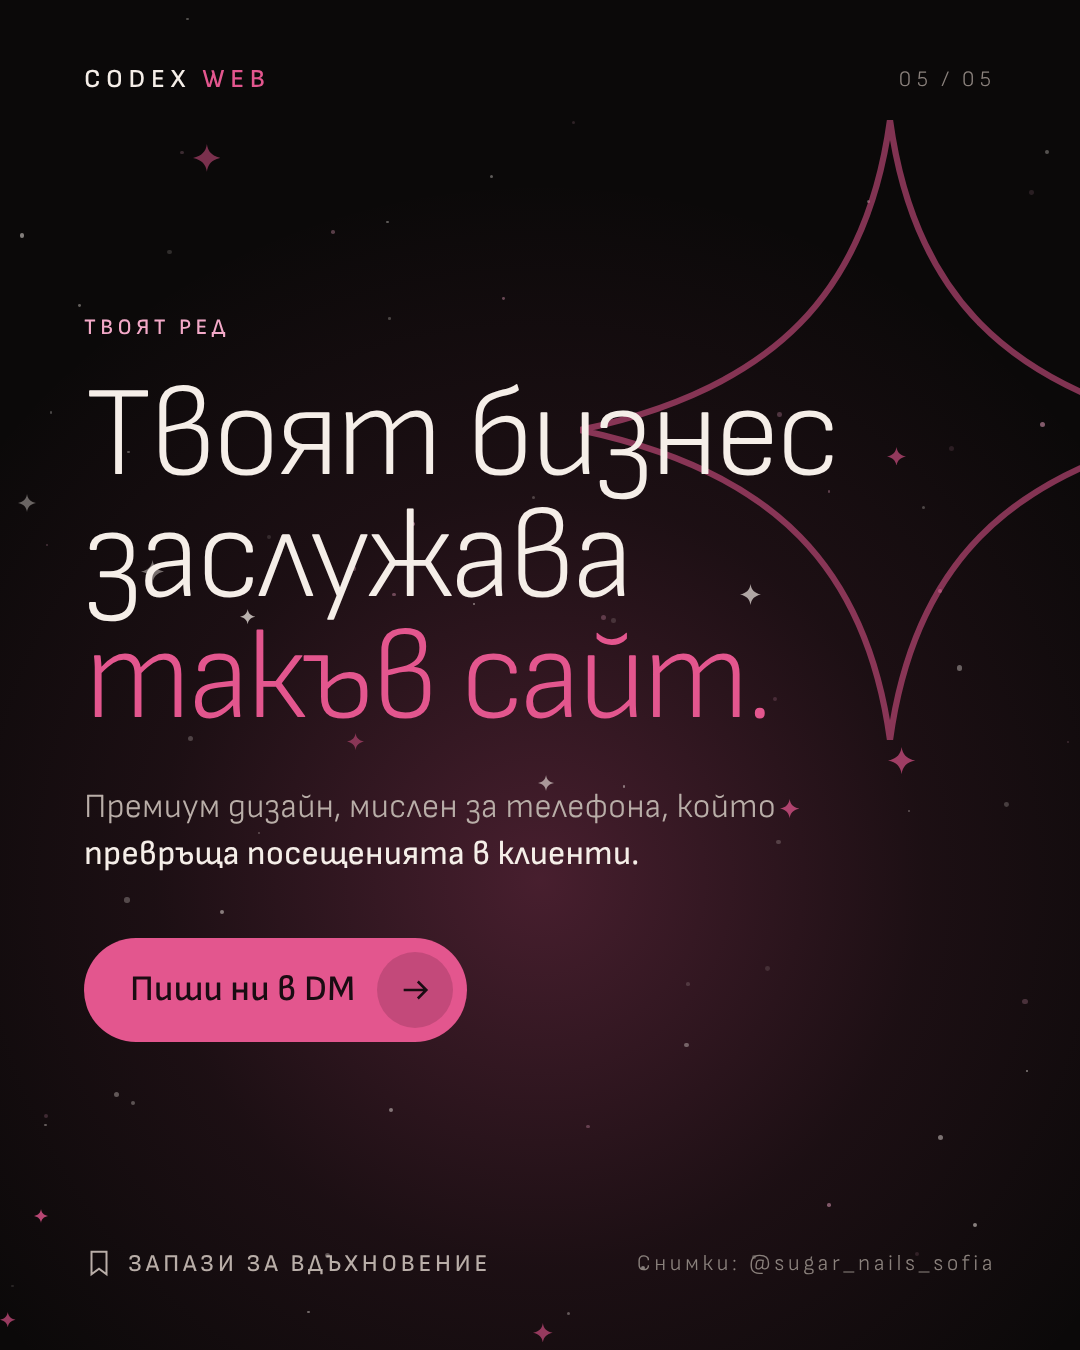 CODEX WEB
05 / 05
ТВОЯТ РЕД
Твоят бизнес
заслужава
такъв сайт.
Премиум дизайн, мислен за телефона, който
превръща посещенията в клиенти.
Пиши ни в DM →
ЗАПАЗИ ЗА ВДЪХНОВЕНИЕ
Снимки: @sugar_nails_sofia